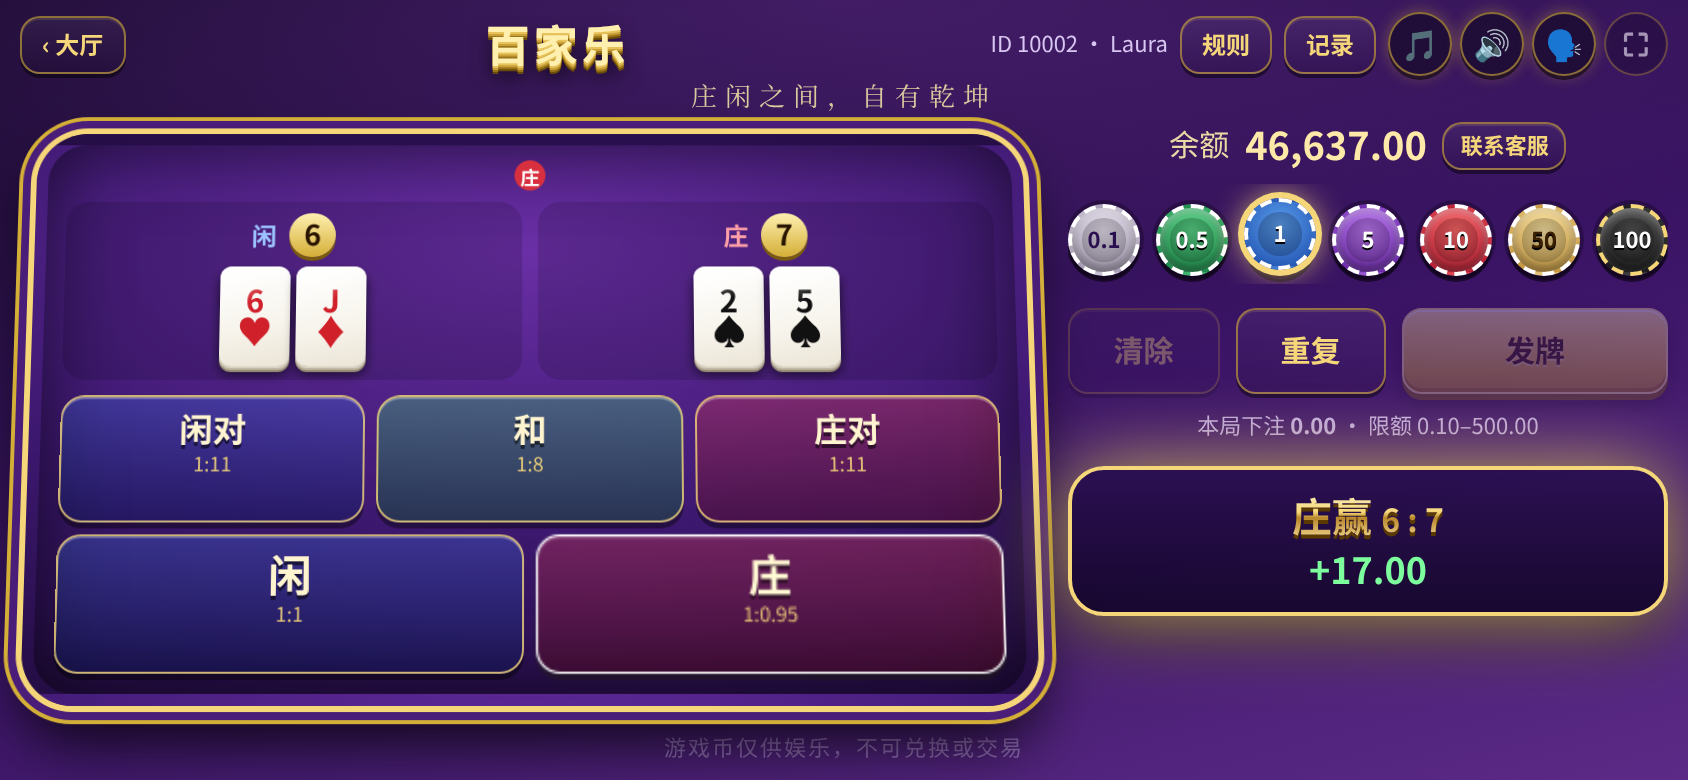 ‹ 大厅
百家乐
ID 10002 · Laura
规则
记录
庄闲之间，自有乾坤
庄
闲 6
庄 7
6 J
2 5
闲对
1:11
和
1:8
庄对
1:11
闲
1:1
庄
1:0.95
余额 46,637.00 联系客服
0.1 0.5 1 5 10 50 100
清除 重复 发牌
本局下注 0.00 · 限额 0.10–500.00
庄赢 6 : 7
+17.00
游戏币仅供娱乐，不可兑换或交易